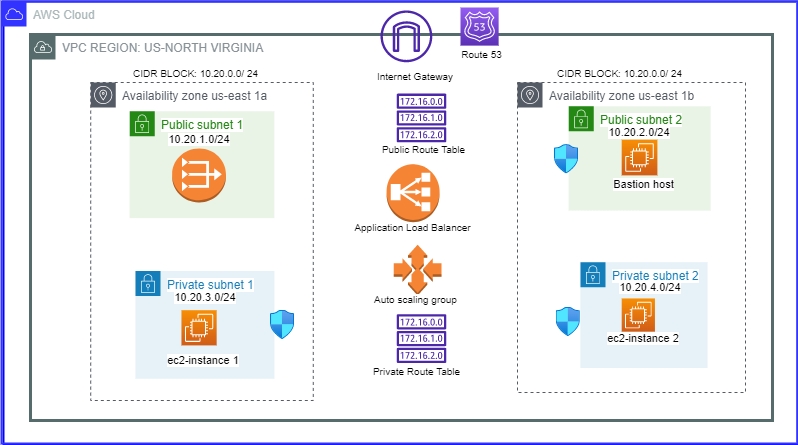 AWS Cloud
VPC REGION: US-NORTH VIRGINIA
53
Route 53
Internet Gateway
CIDR BLOCK: 10.20.0.0/ 24
Availability zone us-east 1a
Public subnet 1
10.20.1.0/24
Private subnet 1
10.20.3.0/24
ec2-instance 1
172.16.0.0
172.16.1.0
172.16.2.0
Public Route Table
Application Load Balancer
Auto scaling group
172.16.0.0
172.16.1.0
172.16.2.0
Private Route Table
CIDR BLOCK: 10.20.0.0/ 24
Availability zone us-east 1b
Public subnet 2
10.20.2.0/24
Bastion host
Private subnet 2
10.20.4.0/24
ec2-instance 2